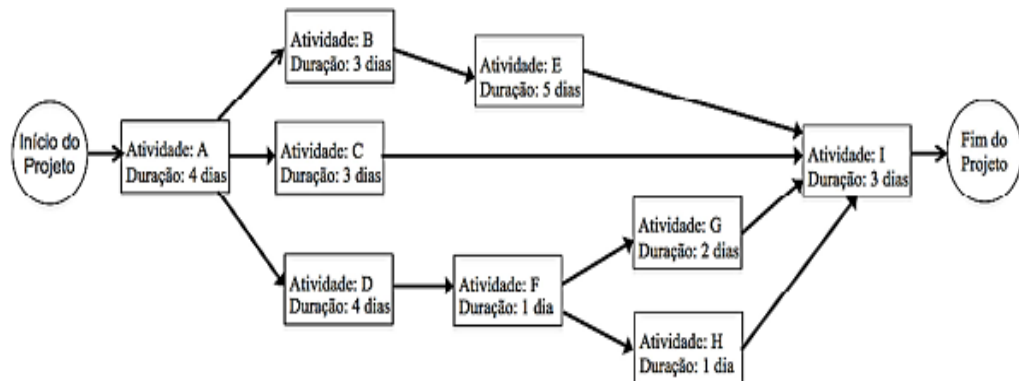 Início do
Projeto
Atividade: A
Duração: 4 dias
Atividade: B
Duração: 3 dias
Atividade: E
Duração: 5 dias
Atividade: C
Duração: 3 dias
Atividade: D
Duração: 4 dias
Atividade: F
Duração: 1 dia
Atividade: G
Duração: 2 dias
Atividade: H
Duração: 1 dia
Atividade: I
Duração: 3 dias
Fim do
Projeto